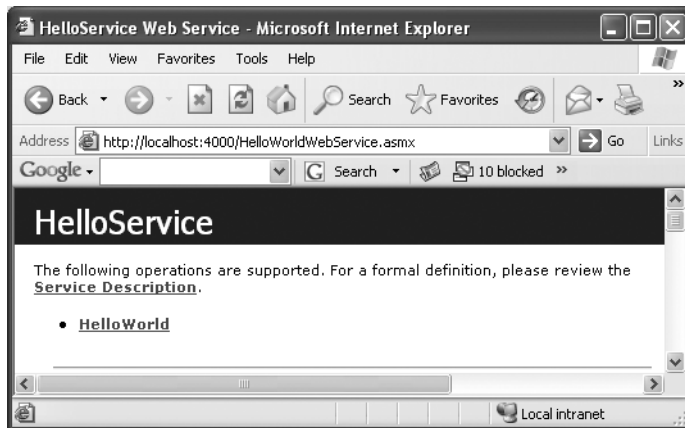 HelloService Web Service - Microsoft Internet Explorer
File Edit View Favorites Tools Help
Back Search Favorites »
Address http://localhost:4000/HelloWorldWebService.asmx Go Links
Google G Search 10 blocked »
HelloService
The following operations are supported. For a formal definition, please review the
Service Description.
• HelloWorld
Local intranet